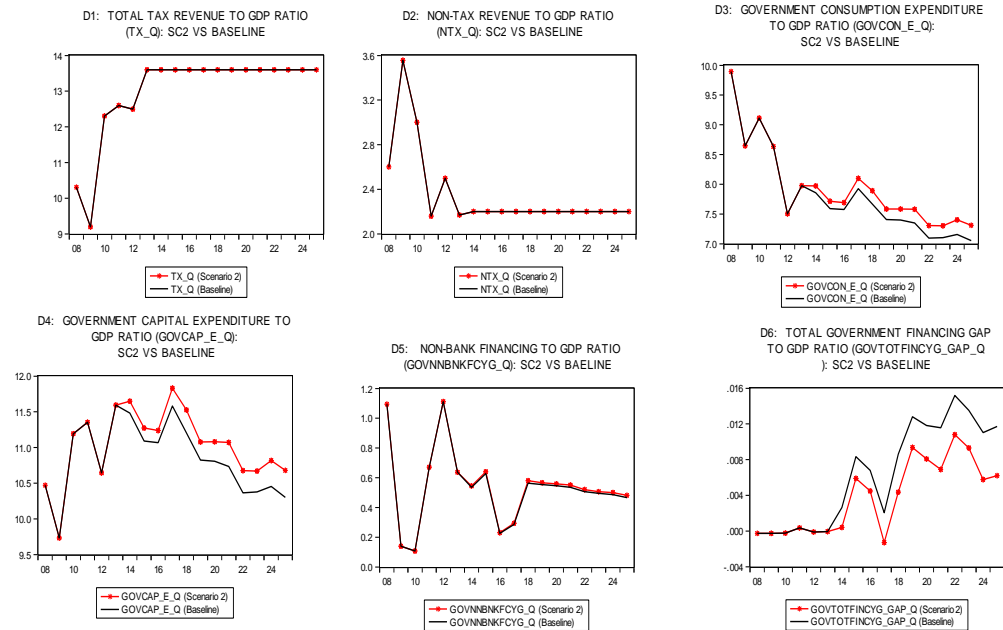 D1: TOTAL TAX REVENUE TO GDP RATIO
(TX_Q): SC2 VS BASELINE
13
12
11
10
9
14
08 10 12 14 16 18 20 22 24
TX_Q (Scenario 2)
TX_Q (Baseline)
D2: NON-TAX REVENUE TO GDP RATIO
(NTX_Q): SC2 VS BASELINE
3.6
3.2
2.8
2.4
2.0
08 10 12 14 16 18 20 22 24
NTX_Q (Scenario 2)
NTX_Q (Baseline)
D3: GOVERNMENT CONSUMPTION EXPENDITURE
TO GDP RATIO (GOVCON_E_Q):
SC2 VS BASELINE
10.0
9.5
9.0
8.5
8.0
7.5
7.0
08 10 12 14 16 18 20 22 24
GOVCON_E_Q (Scenario 2)
GOVCON_E_Q (Baseline)
D4: GOVERNMENT CAPITAL EXPENDITURE TO
GDP RATIO (GOVCAP_E_Q):
SC2 VS BASELINE
12.0
11.5
11.0
10.5
10.0
9.5
08 10 12 14 16 18 20 22 24
GOVCAP_E_Q (Scenario 2)
GOVCAP_E_Q (Baseline)
D5: NON-BANK FINANCING TO GDP RATIO
(GOVNNBNKFCYG_Q): SC2 VS BAELINE
1.2
1.0
0.8
0.6
0.4
0.2
0.0
08 10 12 14 16 18 20 22 24
GOVNNBNKFCYG_Q (Scenario 2)
GOVNNBNKFCYG_Q (Baseline)
D6: TOTAL GOVERNMENT FINANCING GAP
TO GDP RATIO (GOVTOTFINCYG_GAP_Q
): SC2 VS BASELINE
.016
.012
.008
.004
.000
-.004
08 10 12 14 16 18 20 22 24
GOVTOTFINCYG_GAP_Q (Scenario 2)
GOVTOTFINCYG_GAP_Q (Baseline)